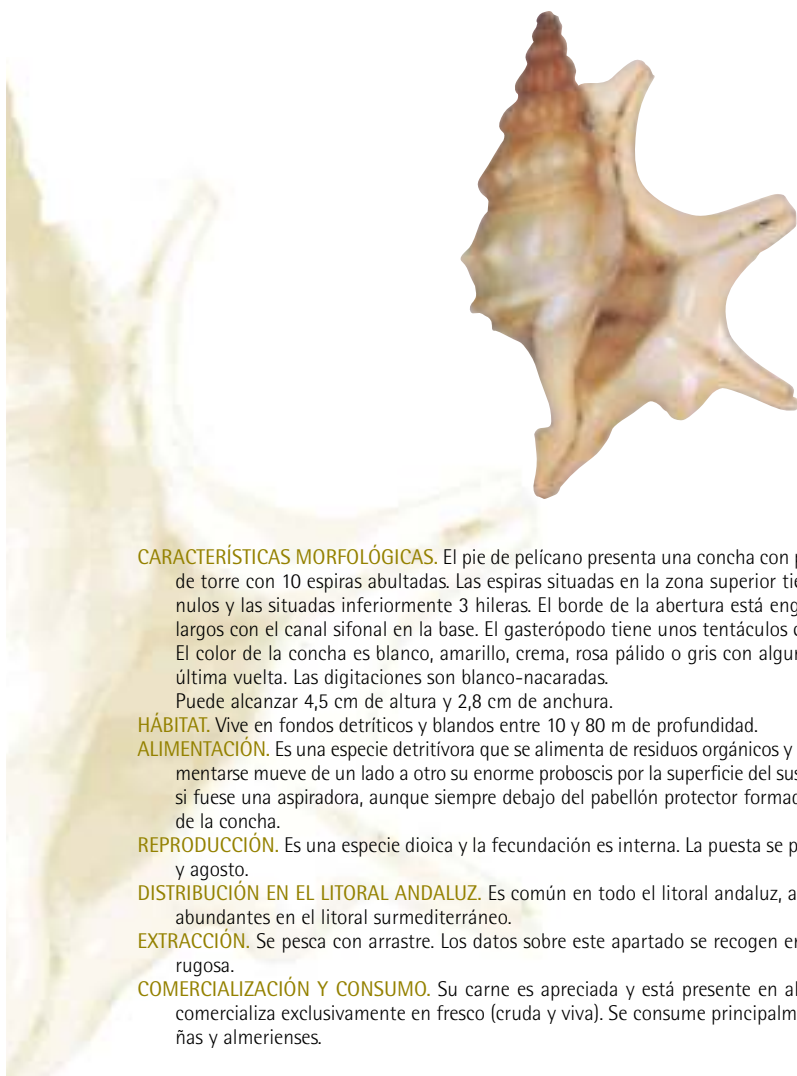 CARACTERÍSTICAS MORFOLÓGICAS. El pie de pelícano presenta una concha con
de torre con 10 espiras abultadas. Las espiras situadas en la zona superior
nulos y las situadas inferiormente 3 hileras. El borde de la abertura está
largos con el canal sifonal en la base. El gasterópodo tiene unos tentáculos
El color de la concha es blanco, amarillo, crema, rosa pálido o gris con
última vuelta. Las digitaciones son blanco-nacaradas.
Puede alcanzar 4,5 cm de altura y 2,8 cm de anchura.
HÁBITAT. Vive en fondos detríticos y blandos entre 10 y 80 m de profundidad.
ALIMENTACIÓN. Es una especie detritívora que se alimenta de residuos orgánicos y
mentarse mueve de un lado a otro su enorme proboscis por la superficie del
si fuese una aspiradora, aunque siempre debajo del pabellón protector
de la concha.
REPRODUCCIÓN. Es una especie dioica y la fecundación es interna. La puesta se
y agosto.
DISTRIBUCIÓN EN EL LITORAL ANDALUZ. Es común en todo el litoral andaluz,
abundantes en el litoral surmediterráneo.
EXTRACCIÓN. Se pesca con arrastre. Los datos sobre este apartado se recogen
rugosa.
COMERCIALIZACIÓN Y CONSUMO. Su carne es apreciada y está presente en
comercializa exclusivamente en fresco (cruda y viva). Se consume
ñas y almerienses.